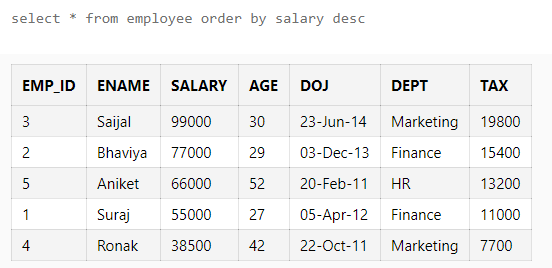 select * from employee order by salary desc
EMP_ID ENAME SALARY AGE DOJ DEPT TAX
3 Saijal 99000 30 23-Jun-14 Marketing 19800
2 Bhaviya 77000 29 03-Dec-13 Finance 15400
5 Aniket 66000 52 20-Feb-11 HR 13200
1 Suraj 55000 27 05-Apr-12 Finance 11000
4 Ronak 38500 42 22-Oct-11 Marketing 7700